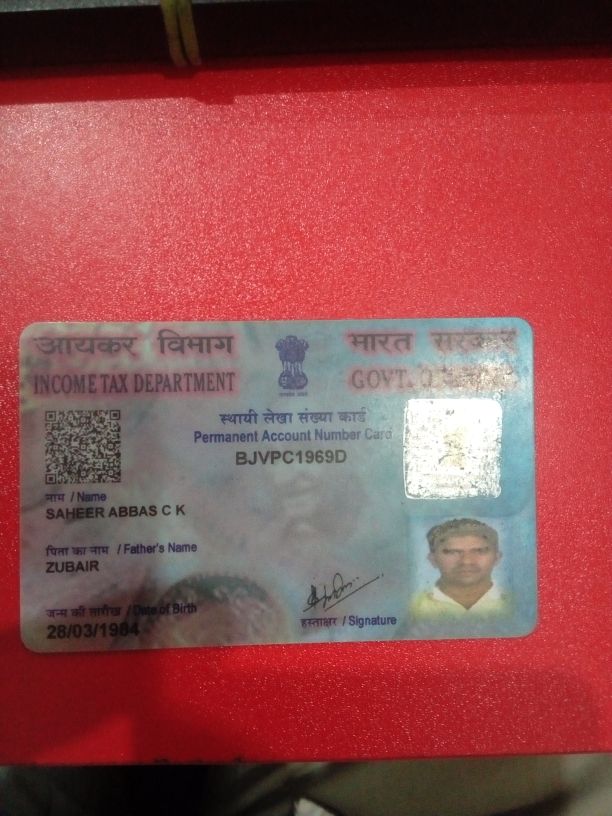 आयकर विभाग
INCOME TAX DEPARTMENT
भारत सरकार
GOVT.
स्थायी लेखा संख्या कार्ड
Permanent Account Number Card
BJVPC1969D
नाम / Name
SAHEER ABBAS C K
पिता का नाम / Father's Name
ZUBAIR
जन्म की तारीख / Date of Birth
28/03/1984
हस्ताक्षर / Signature